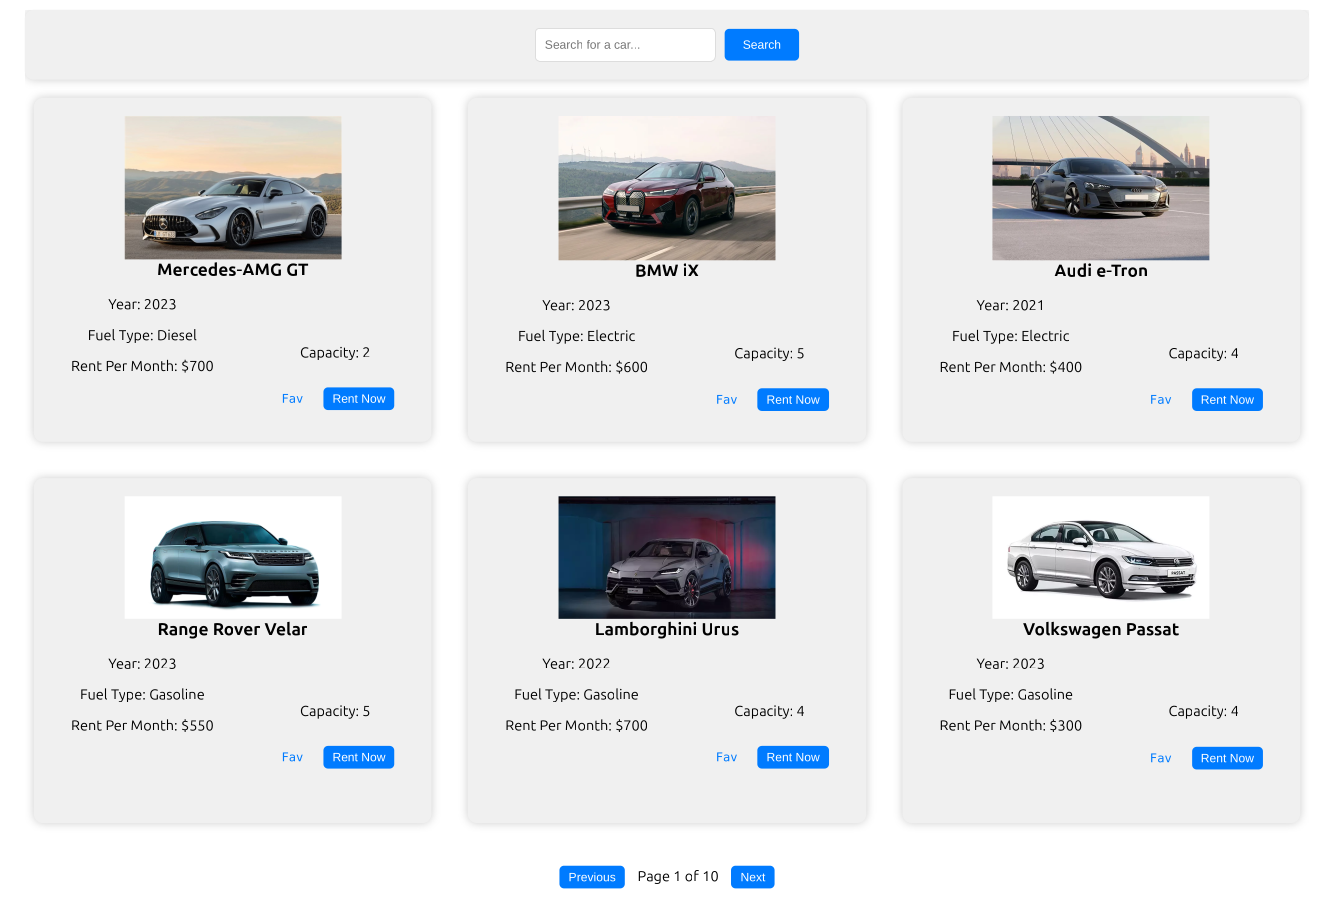 Search for a car...
Search
Mercedes-AMG GT
Year: 2023
Fuel Type: Diesel
Rent Per Month: $700
Capacity: 2
Fav
Rent Now
BMW iX
Year: 2023
Fuel Type: Electric
Rent Per Month: $600
Capacity: 5
Fav
Rent Now
Audi e-Tron
Year: 2021
Fuel Type: Electric
Rent Per Month: $400
Capacity: 4
Fav
Rent Now
Range Rover Velar
Year: 2023
Fuel Type: Gasoline
Rent Per Month: $550
Capacity: 5
Fav
Rent Now
Lamborghini Urus
Year: 2022
Fuel Type: Gasoline
Rent Per Month: $700
Capacity: 4
Fav
Rent Now
PASSAT
Volkswagen Passat
Year: 2023
Fuel Type: Gasoline
Rent Per Month: $300
Capacity: 4
Fav
Rent Now
Previous
Page 1 of 10
Next